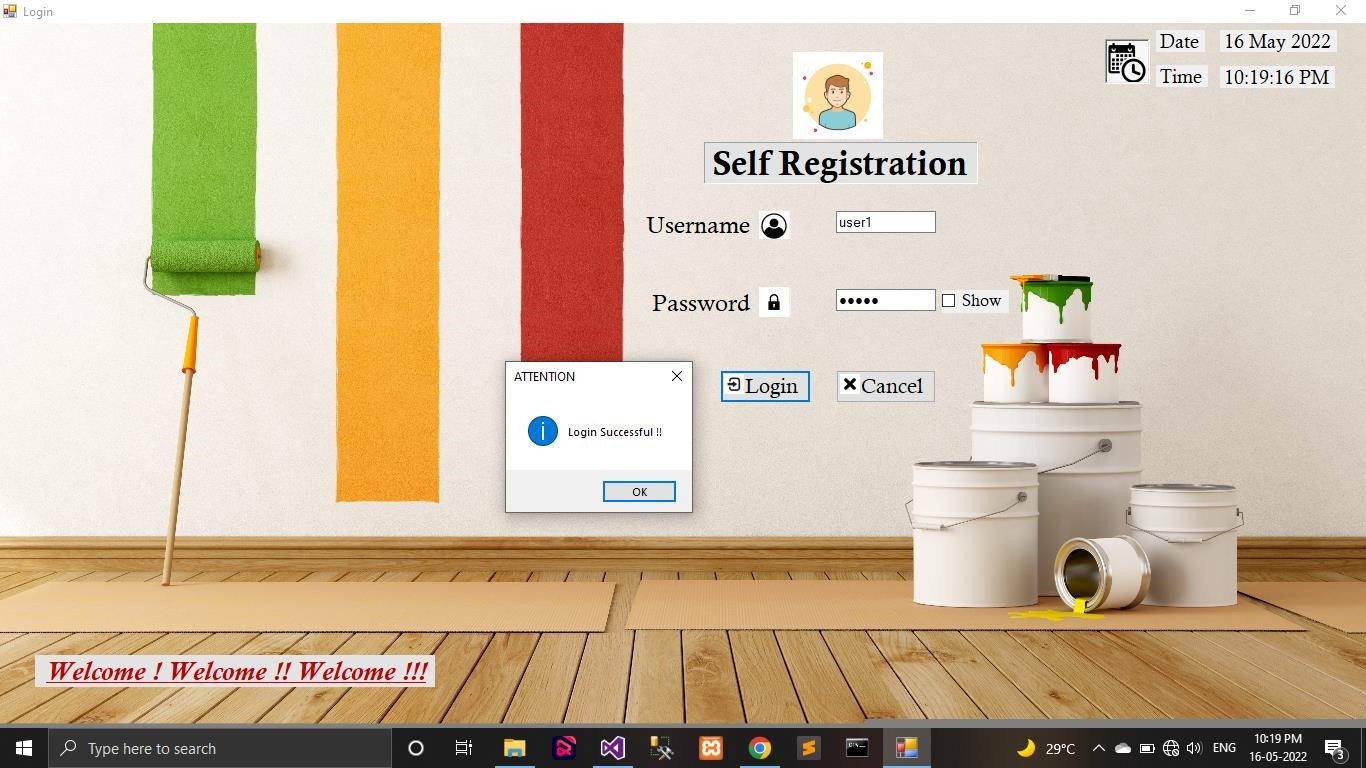 Login
Date 16 May 2022
Time 10:19:16 PM
Self Registration
Username user1
Password ●●●●● Show
Login Cancel
ATTENTION
Login Successful !!
OK
Welcome ! Welcome !! Welcome !!!
Type here to search
29°C
ENG
10:19 PM
16-05-2022
3